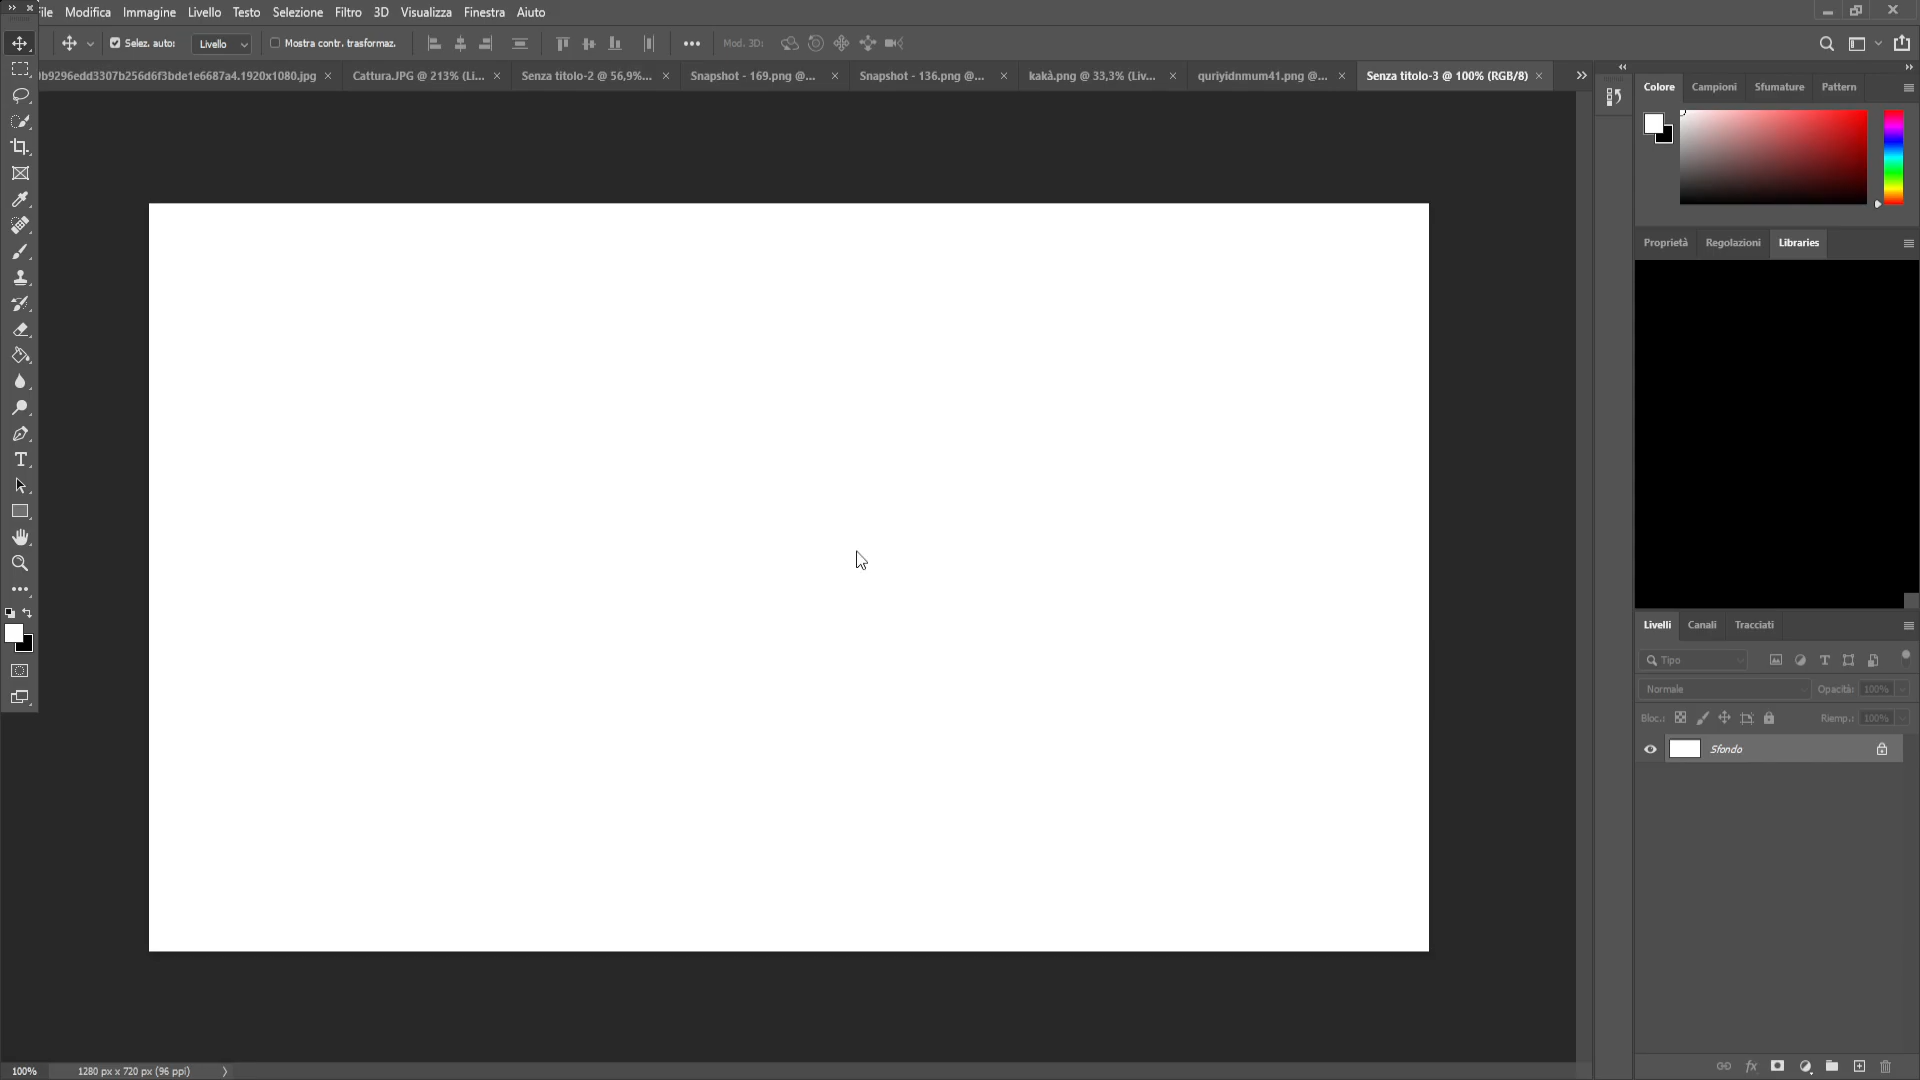 File Modifica Immagine Livello Testo Selezione Filtro 3D Visualizza Finestra Aiuto
Selez. auto: Livello Mostra contr. trasformaz. Mod. 3D:
0b9296edd3307b256d6f3bde1e6687a4.1920x1080.jpg Cattura.JPG @ 213% (Li... Senza titolo-2 @ 56,9%... Snapshot - 169.png @... Snapshot - 136.png @... kakà.png @ 33,3% (Liv... quriyidnmum41.png @... Senza titolo-3 @ 100% (RGB/8)
Colore Campioni Sfumature Pattern
Proprietà Regolazioni Libraries
Livelli Canali Tracciati
Tipo
Normale Opacità: 100%
Bloc.: Riemp.: 100%
Sfondo
100% 1280 px x 720 px (96 ppi)